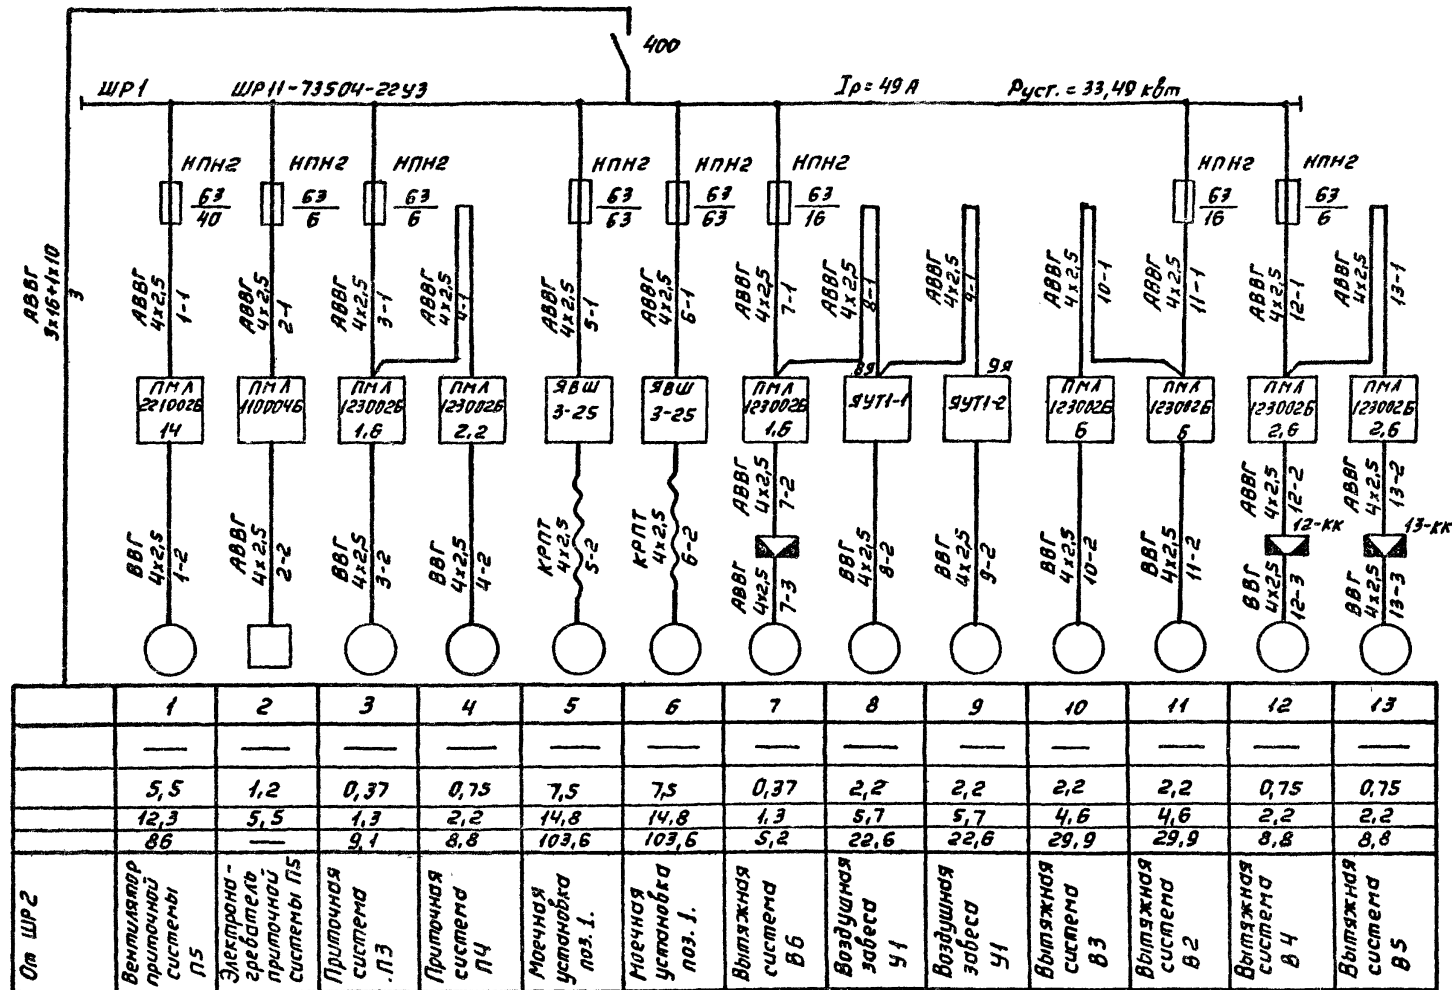 400
ШР1
ШР11-73504-22У3
Iр=49А
Руст.=33,49 квт
НПН2
НПН2
НПН2
НПН2
НПН2
НПН2
НПН2
НПН2
63/40
63/6
63/6
63/63
63/63
63/16
63/16
63/6
АВВГ
3х16+1х10
3
АВВГ
4х2,5
1-1
АВВГ
4х2,5
2-1
АВВГ
4х2,5
3-1
АВВГ
4х2,5
4-1
АВВГ
4х2,5
5-1
АВВГ
4х2,5
6-1
АВВГ
4х2,5
7-1
АВВГ
4х2,5
8-1
АВВГ
4х2,5
9-1
АВВГ
4х2,5
10-1
АВВГ
4х2,5
11-1
АВВГ
4х2,5
12-1
АВВГ
4х2,5
13-1
8я
9я
ПМЛ
221002Б
14
ПМЛ
110004Б
ПМЛ
123002Б
1,6
ПМЛ
123002Б
2,2
ЯВШ
3-25
ЯВШ
3-25
ПМЛ
123002Б
1,6
ЯУТ1-1
ЯУТ1-2
ПМЛ
123002Б
6
ПМЛ
123002Б
6
ПМЛ
123002Б
2,6
ПМЛ
123002Б
2,6
АВВГ
4х2,5
7-2
АВВГ
4х2,5
12-2
АВВГ
4х2,5
13-2
12-КК
13-КК
ВВГ
4х2,5
1-2
АВВГ
4х2,5
2-2
ВВГ
4х2,5
3-2
ВВГ
4х2,5
4-2
КРПТ
4х2,5
5-2
КРПТ
4х2,5
6-2
АВВГ
4х2,5
7-3
ВВГ
4х2,5
8-2
ВВГ
4х2,5
9-2
ВВГ
4х2,5
10-2
ВВГ
4х2,5
11-2
ВВГ
4х2,5
12-3
ВВГ
4х2,5
13-3
1 2 3 4 5 6 7 8 9 10 11 12 13
— — — — — — — — — — — — —
5,5 1,2 0,37 0,75 7,5 7,5 0,37 2,2 2,2 2,2 2,2 0,75 0,75
12,3 5,5 1,3 2,2 14,8 14,8 1,3 5,7 5,7 4,6 4,6 2,2 2,2
86 — 9,1 8,8 103,6 103,6 5,2 22,6 22,6 29,9 29,9 8,8 8,8
От ШР2
Вентилятор
приточной
системы
П5
Электрона-
греватель
приточной
системы П5
Приточная
система
П3
Приточная
система
П4
Моечная
установка
поз. 1.
Моечная
установка
поз. 1.
Вытяжная
система
В6
Воздушная
завеса
У1
Воздушная
завеса
У1
Вытяжная
система
В3
Вытяжная
система
В2
Вытяжная
система
В4
Вытяжная
система
В5